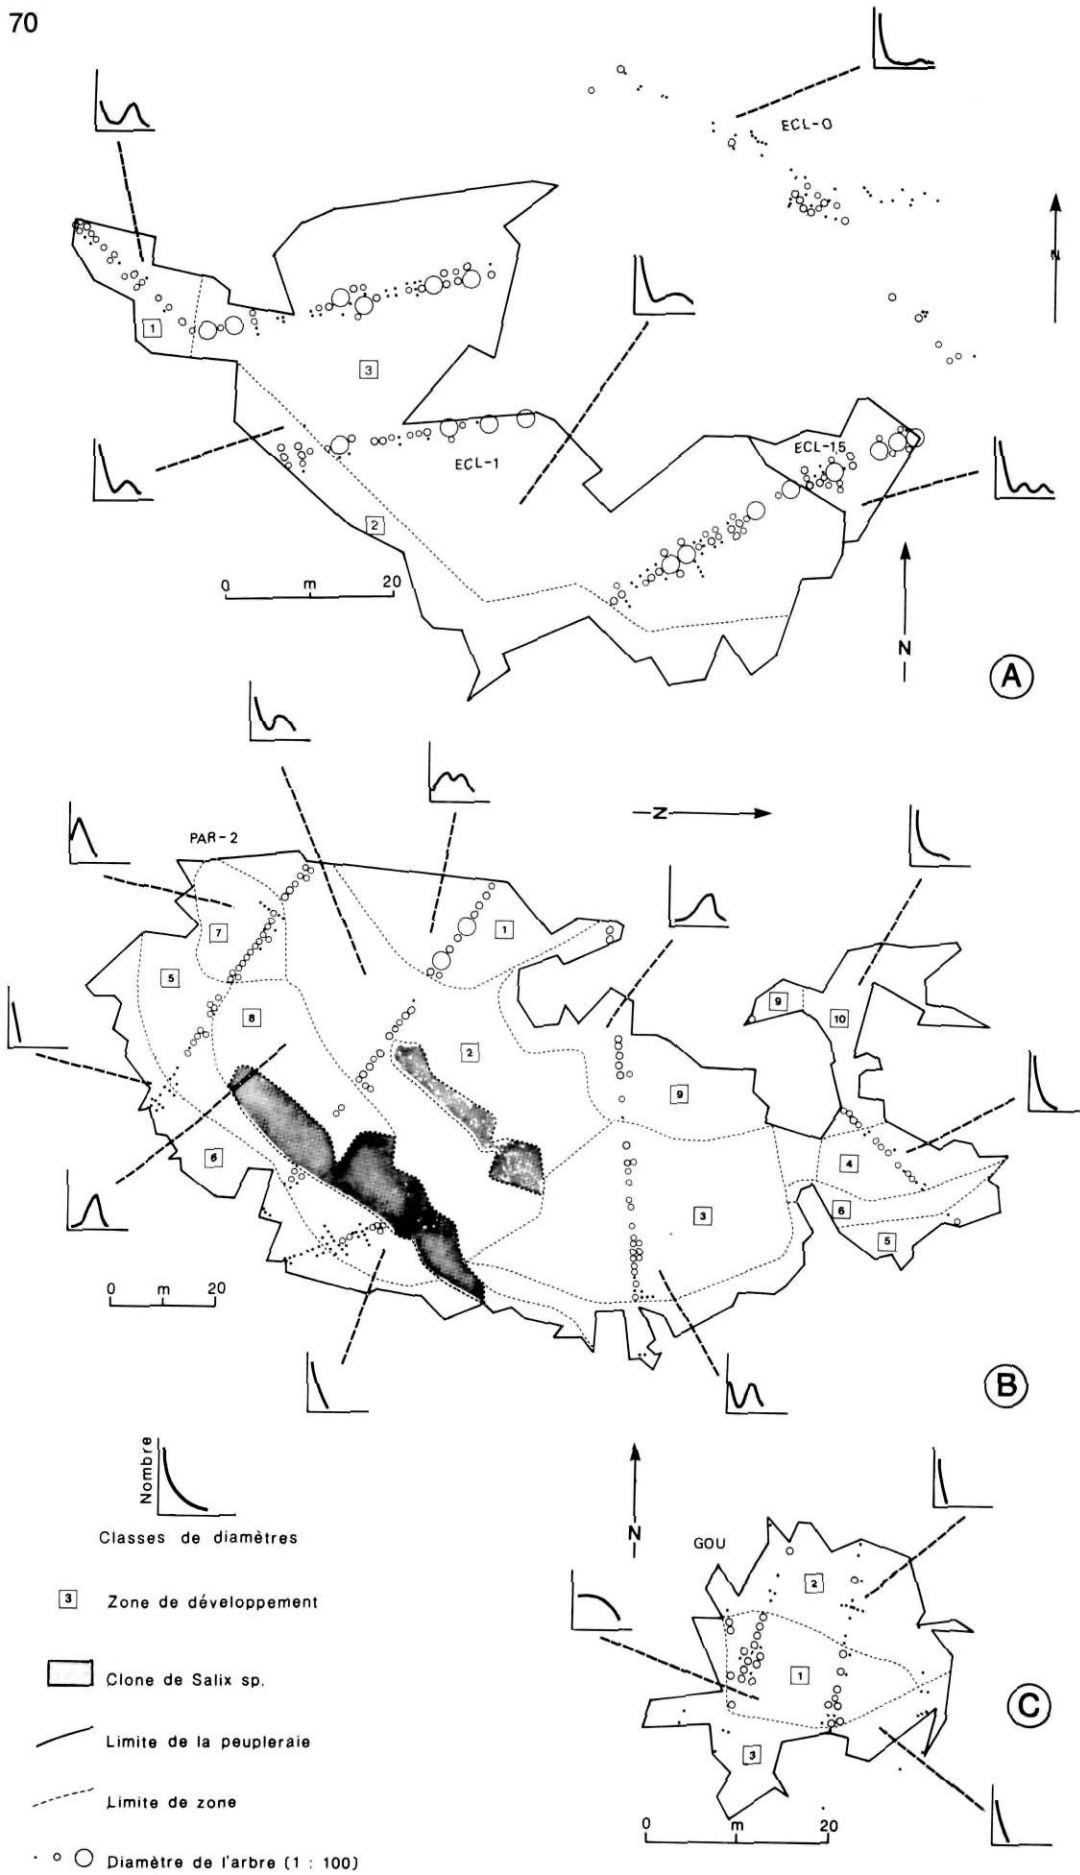 70
ECL-0
N
1
3
ECL-1
ECL-1,5
2
0 m 20
N
A
PAR-2
N
7
1
5
8
2
9
10
9
6
4
3
6
5
0 m 20
B
Nombre
Classes de diamètres
3 Zone de développement
Clone de Salix sp.
Limite de la peupleraie
Limite de zone
Diamètre de l'arbre (1 : 100)
N
GOU
2
1
3
C
0 m 20